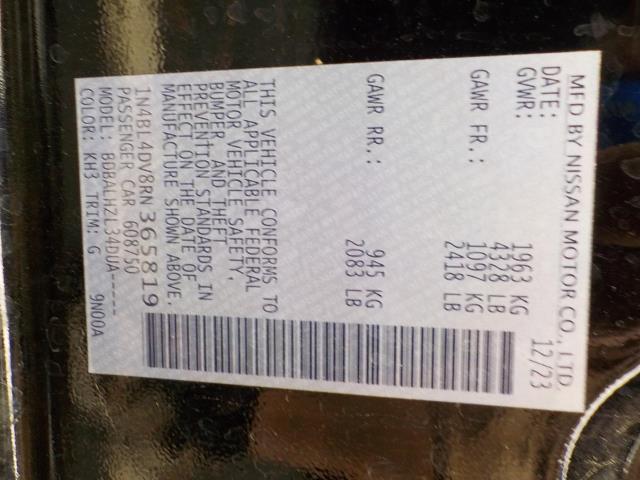 MFD BY NISSAN MOTOR CO., LTD.
DATE: 12/23
GVWR: 1963 KG
4328 LB
GAWR FR.: 1097 KG
2418 LB
GAWR RR.: 945 KG
2083 LB
THIS VEHICLE CONFORMS TO
ALL APPLICABLE FEDERAL
MOTOR VEHICLE SAFETY,
BUMPER AND THEFT
PREVENTION STANDARDS IN
EFFECT ON THE DATE OF
MANUFACTURE SHOWN ABOVE.
1N4BL4DV8RN365819
PASSENGER CAR 608750
MODEL: BDBALHZL34DUA-----
COLOR: KH3 TRIM: G 9N00A